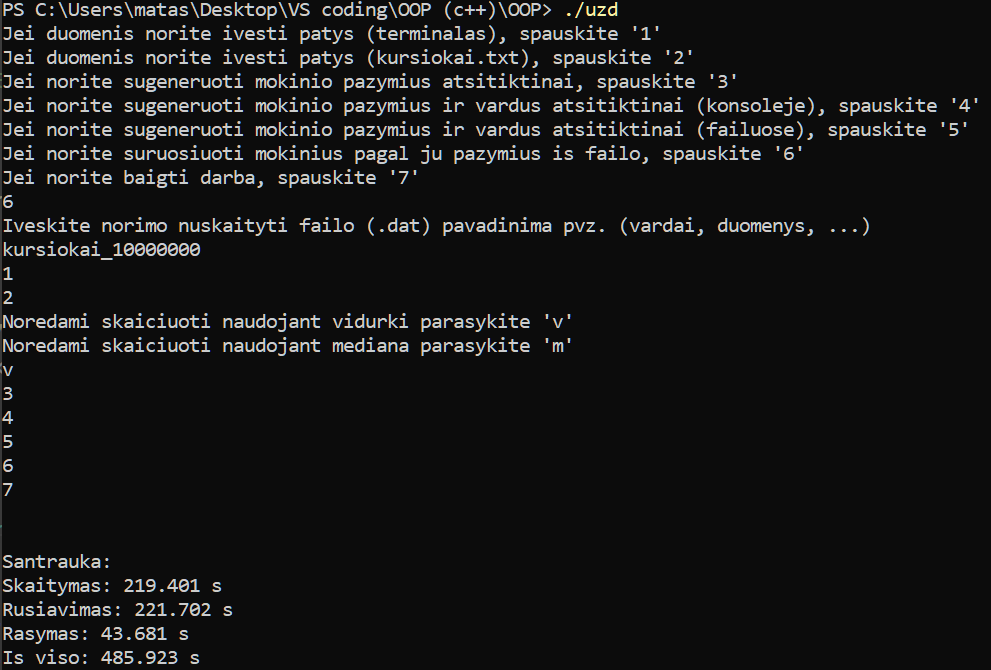 PS C:\Users\matas\Desktop\VS coding\OOP (c++)\OOP> ./uzd
Jei duomenis norite ivesti patys (terminalas), spauskite '1'
Jei duomenis norite ivesti patys (kursiokai.txt), spauskite '2'
Jei norite sugeneruoti mokinio pazymius atsitiktinai, spauskite '3'
Jei norite sugeneruoti mokinio pazymius ir vardus atsitiktinai (konsoleje), spauskite '4'
Jei norite sugeneruoti mokinio pazymius ir vardus atsitiktinai (failuose), spauskite '5'
Jei norite suruosiuoti mokinius pagal ju pazymius is failo, spauskite '6'
Jei norite baigti darba, spauskite '7'
6
Iveskite norimo nuskaityti failo (.dat) pavadinima pvz. (vardai, duomenys, ...)
kursiokai_10000000
1
2
Noredami skaiciuoti naudojant vidurki parasykite 'v'
Noredami skaiciuoti naudojant mediana parasykite 'm'
v
3
4
5
6
7
Santrauka:
Skaitymas: 219.401 s
Rusiavimas: 221.702 s
Rasymas: 43.681 s
Is viso: 485.923 s